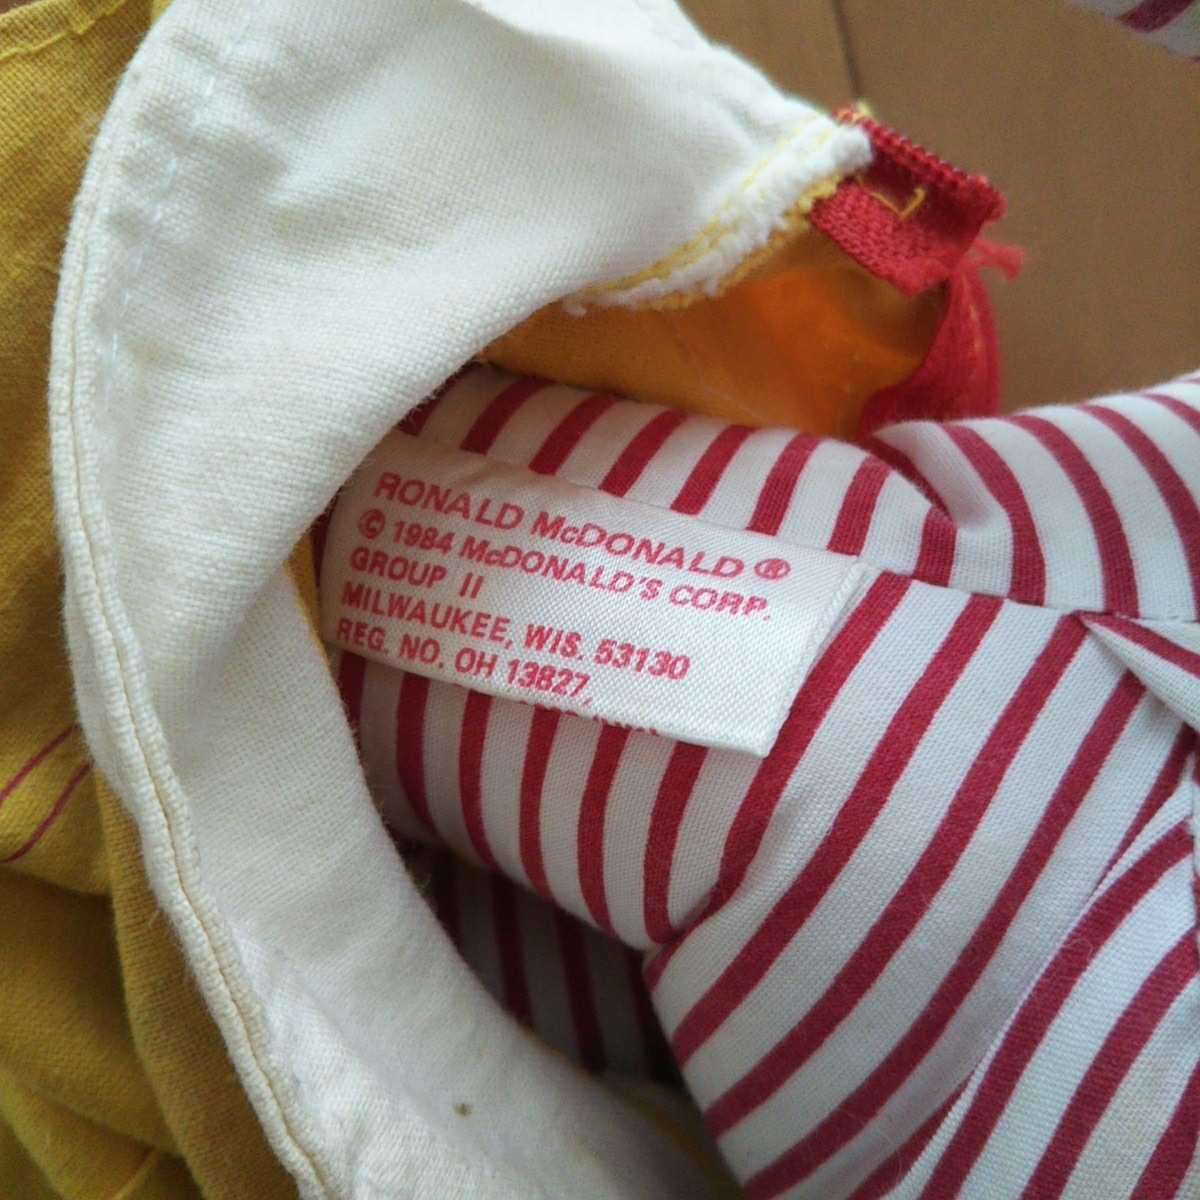 RONALD McDONALD®
© 1984 McDONALD'S CORP.
GROUP II
MILWAUKEE, WIS. 53130
REG. NO. OH 13827,